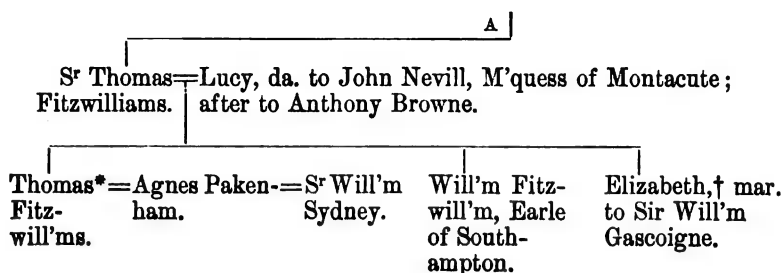 A
Sʳ Thomas=Lucy, da. to John Nevill, M'quess of Montacute;
Fitzwilliams. after to Anthony Browne.
Thomas*=Agnes Paken-=Sʳ Will'm Will'm Fitz- Elizabeth,† mar.
Fitz- ham. Sydney. will'm, Earle to Sir Will'm
will'ms. of South- Gascoigne.
ampton.